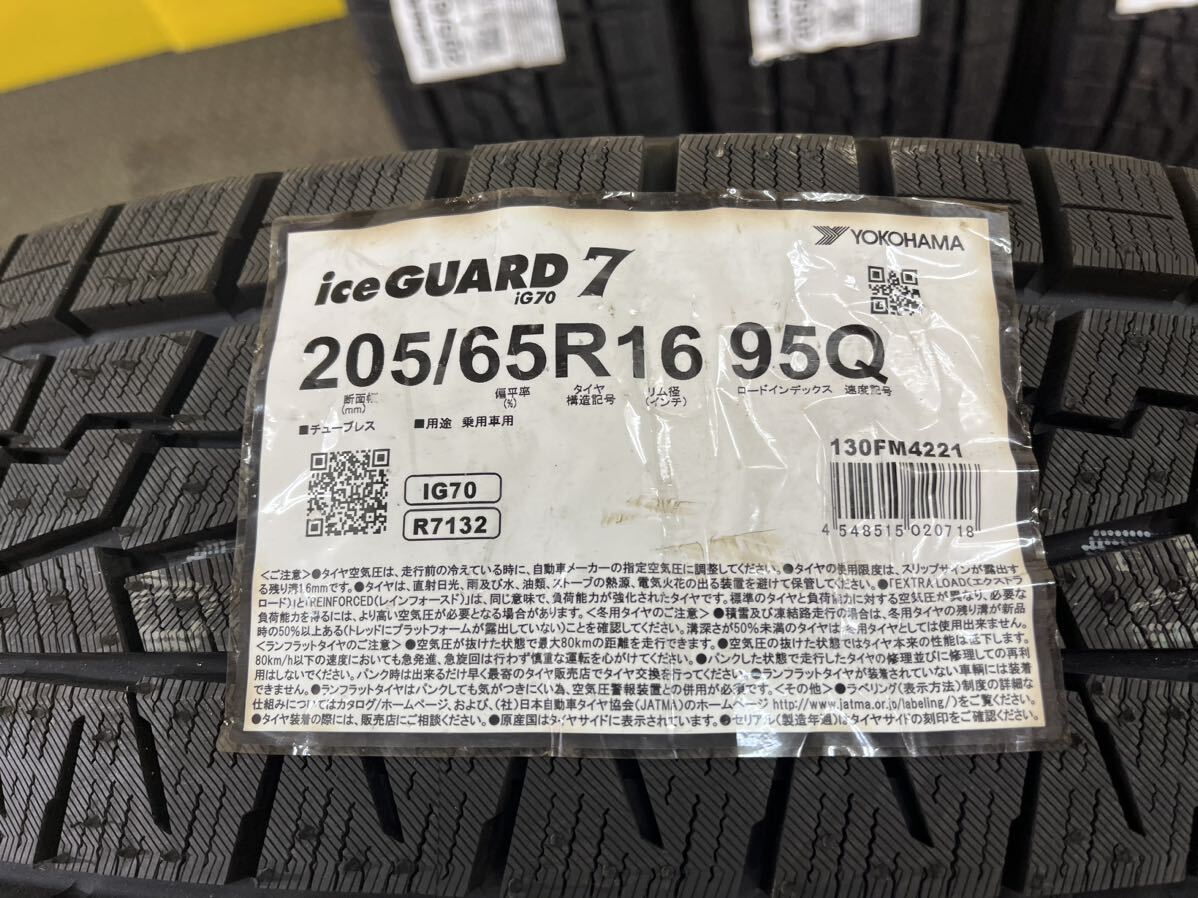 YOKOHAMA
iceGUARD 7
iG70
205/65R16 95Q
断面幅
(mm)
偏平率
(%)
タイヤ
構造記号
リム径
(インチ)
ロードインデックス 速度記号
■チューブレス ■用途 乗用車用
130FM4221
IG70
R7132
4 548515 020718
<ご注意>●タイヤ空気圧は、走行前の冷えている時に、自動車メーカーの指定空気圧に調整してください。●タイヤの使用限度は、スリップサインが露出す
る残り溝1.6mmです。●タイヤは、直射日光、雨及び水、油類、ストーブの熱源、電気火花の出る装置を避けて保管してください。●「EXTRA LOAD(エクストラ
ロード)」と「REINFORCED(レインフォースド)」は、同じ意味で、負荷能力が強化されたタイヤです。標準のタイヤと負荷能力に対する空気圧が異なり、必要な
負荷能力を得るには、より高い空気圧が必要となる場合があります。<冬用タイヤのご注意>●積雪及び凍結路走行の場合は、冬用タイヤの残り溝が新品
時の50%以上ある(トレッドにプラットフォームが露出していない)ことを確認してください。溝深さが50%未満のタイヤは、冬用タイヤとしては使用出来ません。
<ランフラットタイヤのご注意>●空気圧が抜けた状態で最大80kmの距離を走行できます。●空気圧の抜けた状態ではタイヤ本来の性能は低下します。
80km/h以下の速度においても急発進、急旋回は行わず慎重な運転を心がけてください。●パンクした状態で走行したタイヤの修理並びに修理しての再利
用はしないでください。パンク時は出来るだけ早く最寄のタイヤ販売店でタイヤ交換を行ってください。●ランフラットタイヤが装着されていない車輌には装着
できません。●ランフラットタイヤはパンクしても気がつきにくい為、空気圧警報装置との併用が必須です。<その他>●ラベリング(表示方法)制度の詳細な
仕組みについてはカタログ/ホームページ、および、(社)日本自動車タイヤ協会(JATMA)のホームページ http://www.jatma.or.jp/labeling/)をご覧ください。
●タイヤ装着の際には、販売店にご相談ください。●原産国はタイヤサイドに表示されています。●セリアル(製造年週)はタイヤサイドの刻印をご確認ください。